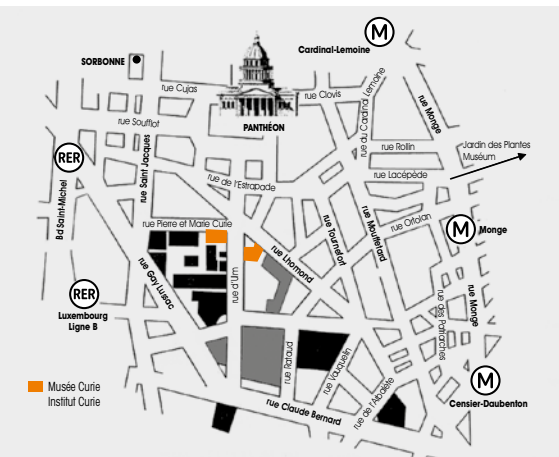 M
Cardinal-Lemoine
SORBONNE
rue Cujas
rue Clovis
rue du Cardinal Lemoine
rue Monge
rue Soufflot
PANTHÉON
rue Saint Jacques
rue Rollin
Jardin des Plantes
Muséum
RER
rue de l'Estrapade
rue Lacépède
Bd Saint-Michel
rue Pierre et Marie Curie
rue Tournefort
rue Mouffetard
rue Ortolan
M
Monge
rue Lhomond
rue Gay Lussac
rue d'Ulm
RER
Luxembourg
Ligne B
rue des Patriarches
rue Monge
rue Rataud
rue Vauquelin
rue de l'Arbalète
M
Censier-Daubenton
Musée Curie
Institut Curie
rue Claude Bernard